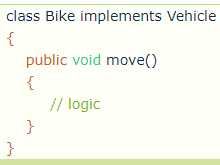 class Bike implements Vehicle
{
public void move()
{
// logic
}
}